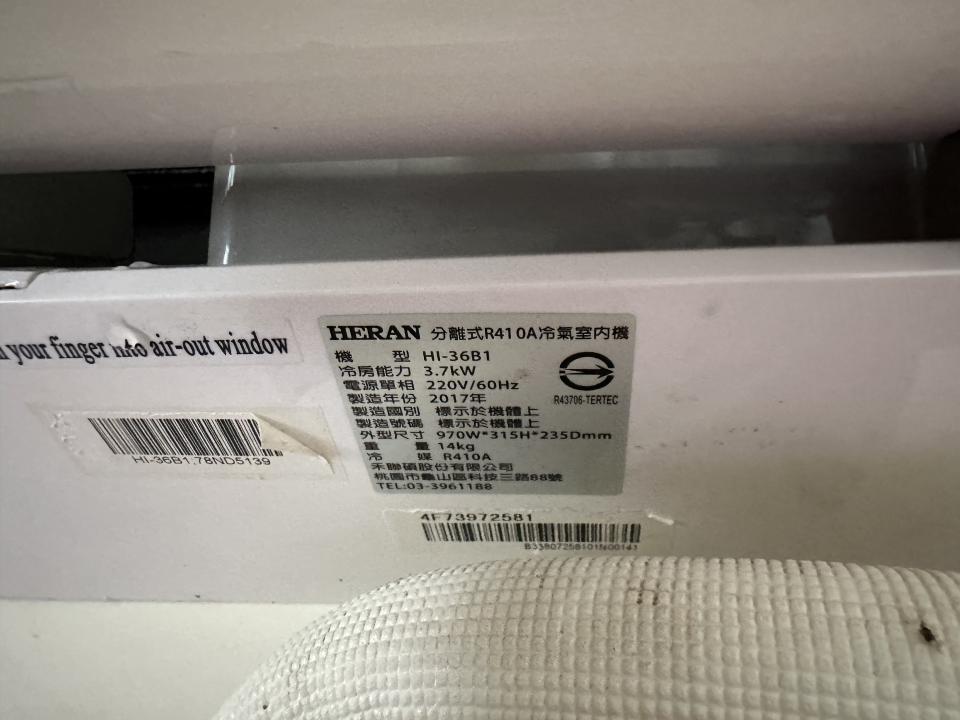 your finger into air-out window
HERAN 分離式R410A冷氣室內機
機 型 HI-36B1
冷房能力 3.7kW
電源單相 220V/60Hz
製造年份 2017年
製造國別 標示於機體上
製造號碼 標示於機體上
外型尺寸 970W*315H*235Dmm
重 量 14kg
冷 媒 R410A
禾聯碩股份有限公司
桃園市龜山區科技三路88號
TEL:03-3961188
R43706-TERTEC
HI-36B1,78ND5139
4F73972581
B33807258101N00141